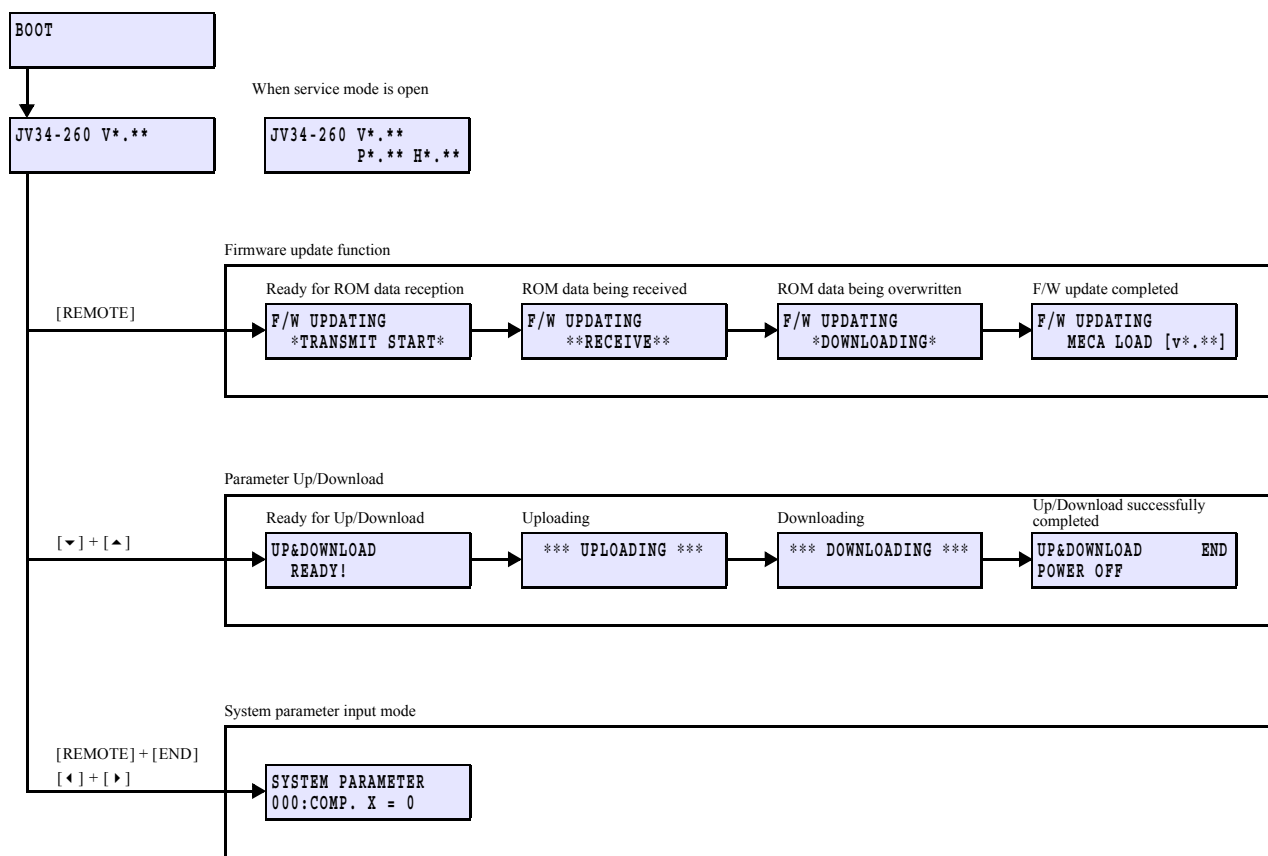 BOOT
When service mode is open
JV34-260 V*.**
JV34-260 V*.**
P*.** H*.**
Firmware update function
[REMOTE]
Ready for ROM data reception
F/W UPDATING
*TRANSMIT START*
ROM data being received
F/W UPDATING
**RECEIVE**
ROM data being overwritten
F/W UPDATING
*DOWNLOADING*
F/W update completed
F/W UPDATING
MECA LOAD [v*.**]
Parameter Up/Download
[▼] + [▲]
Ready for Up/Download
UP&DOWNLOAD
READY!
Uploading
*** UPLOADING ***
Downloading
*** DOWNLOADING ***
Up/Download successfully
completed
UP&DOWNLOAD END
POWER OFF
System parameter input mode
[REMOTE] + [END]
[◀] + [▶]
SYSTEM PARAMETER
000:COMP. X = 0